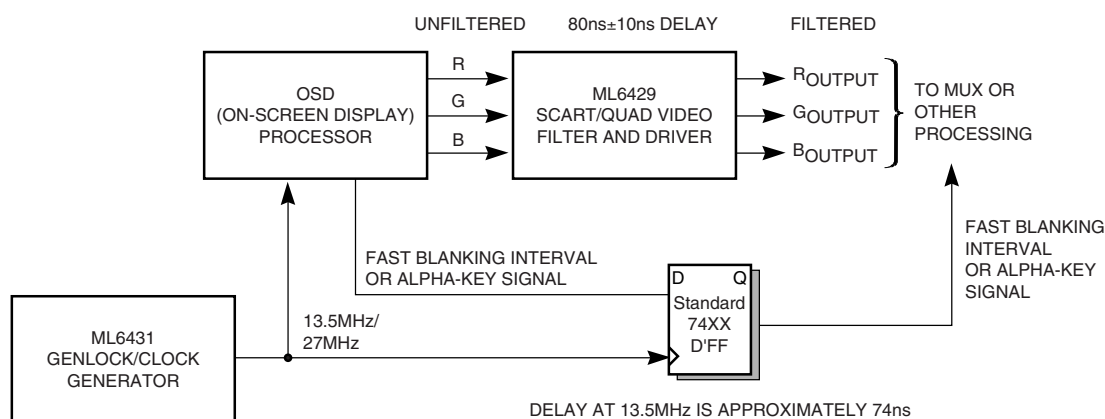 UNFILTERED
80ns±10ns DELAY
FILTERED
OSD
(ON-SCREEN DISPLAY)
PROCESSOR
R
G
B
ML6429
SCART/QUAD VIDEO
FILTER AND DRIVER
ROUTPUT
GOUTPUT
BOUTPUT
TO MUX OR
OTHER
PROCESSING
FAST BLANKING INTERVAL
OR ALPHA-KEY SIGNAL
FAST BLANKING
INTERVAL
OR ALPHA-KEY
SIGNAL
D Q
Standard
74XX
D'FF
ML6431
GENLOCK/CLOCK
GENERATOR
13.5MHz/
27MHz
DELAY AT 13.5MHz IS APPROXIMATELY 74ns